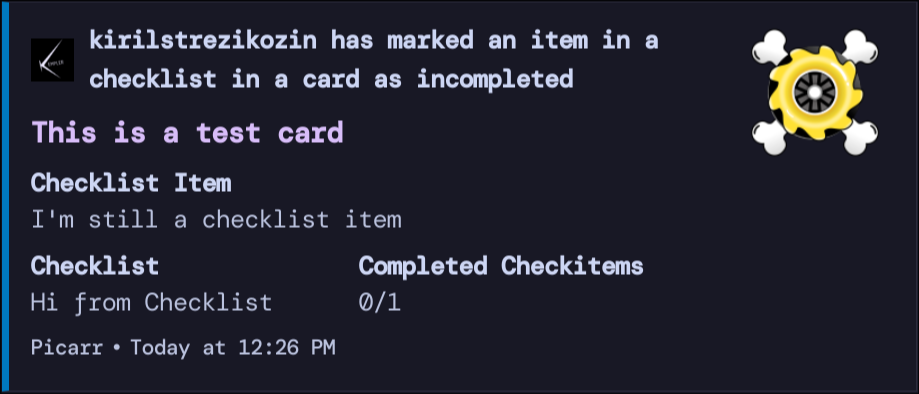 kirilstrezikozin has marked an item in a
checklist in a card as incompleted
This is a test card
Checklist Item
I'm still a checklist item
Checklist Completed Checkitems
Hi from Checklist 0/1
Picarr • Today at 12:26 PM